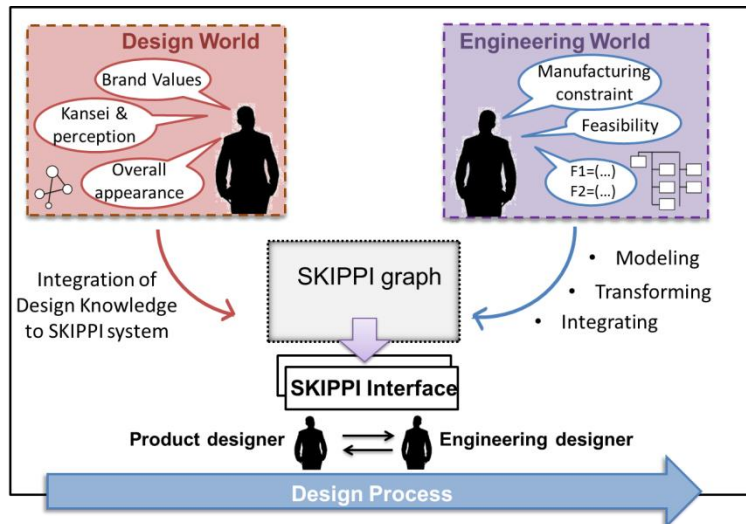 Design World
Brand Values
Kansei &
perception
Overall
appearance
Engineering World
Manufacturing
constraint
Feasibility
F1=(...)
F2=(...)
Integration of
Design Knowledge
to SKIPPI system
SKIPPI graph
• Modeling
• Transforming
• Integrating
SKIPPI Interface
Product designer
Engineering designer
Design Process